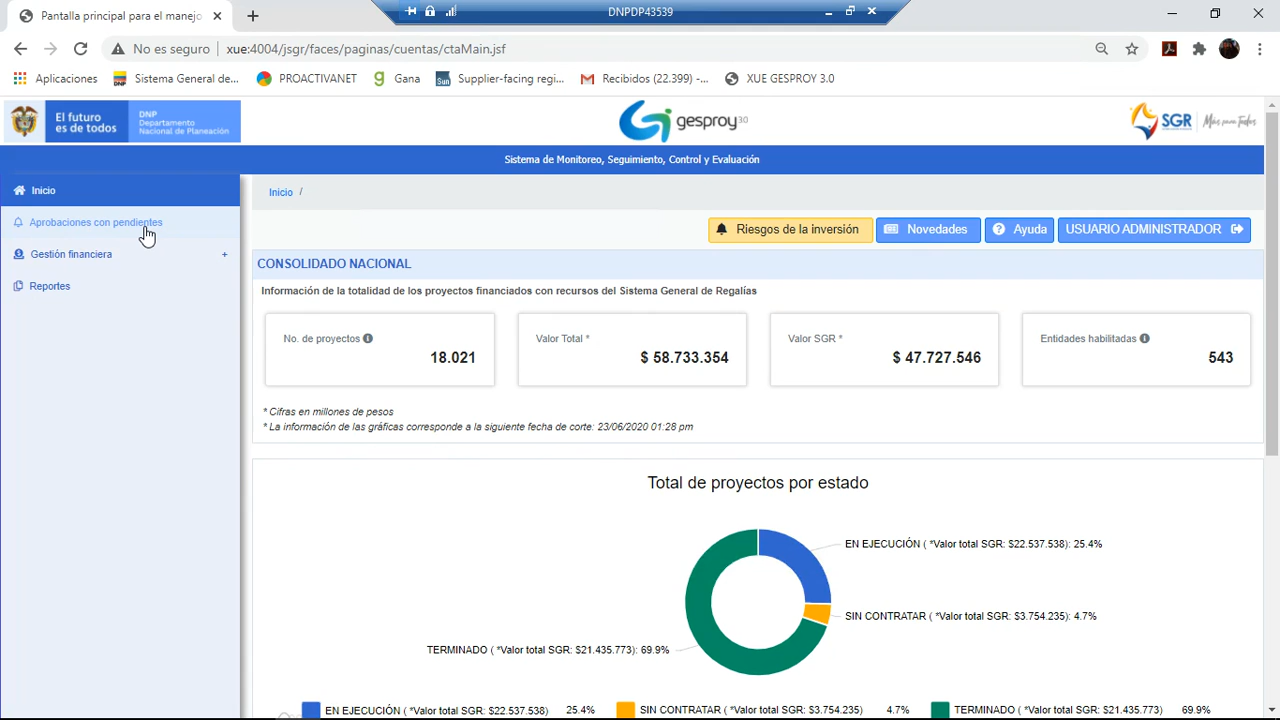 DNPDP43539
Pantalla principal para el manejo
No es seguro | xue:4004/jsgr/faces/paginas/cuentas/ctaMain.jsf
Aplicaciones
Sistema General de...
PROACTIVANET
Gana
Supplier-facing regi...
Recibidos (22.399) -...
XUE GESPROY 3.0
El futuro es de todos
DNP
Departamento
Nacional de Planeación
gesproy 3.0
SGR
Más para Todos
Sistema de Monitoreo, Seguimiento, Control y Evaluación
Inicio
Aprobaciones con pendientes
Gestión financiera +
Reportes
Inicio /
Riesgos de la inversión
Novedades
Ayuda
USUARIO ADMINISTRADOR
CONSOLIDADO NACIONAL
Información de la totalidad de los proyectos financiados con recursos del Sistema General de Regalías
No. de proyectos
18.021
Valor Total *
$ 58.733.354
Valor SGR *
$ 47.727.546
Entidades habilitadas
543
* Cifras en millones de pesos
* La información de las gráficas corresponde a la siguiente fecha de corte: 23/06/2020 01:28 pm
Total de proyectos por estado
EN EJECUCIÓN ( *Valor total SGR: $22.537.538): 25.4%
SIN CONTRATAR ( *Valor total SGR: $3.754.235): 4.7%
TERMINADO ( *Valor total SGR: $21.435.773): 69.9%
EN EJECUCIÓN ( *Valor total SGR: $22.537.538) 25.4%
SIN CONTRATAR ( *Valor total SGR: $3.754.235) 4.7%
TERMINADO ( *Valor total SGR: $21.435.773) 69.9%